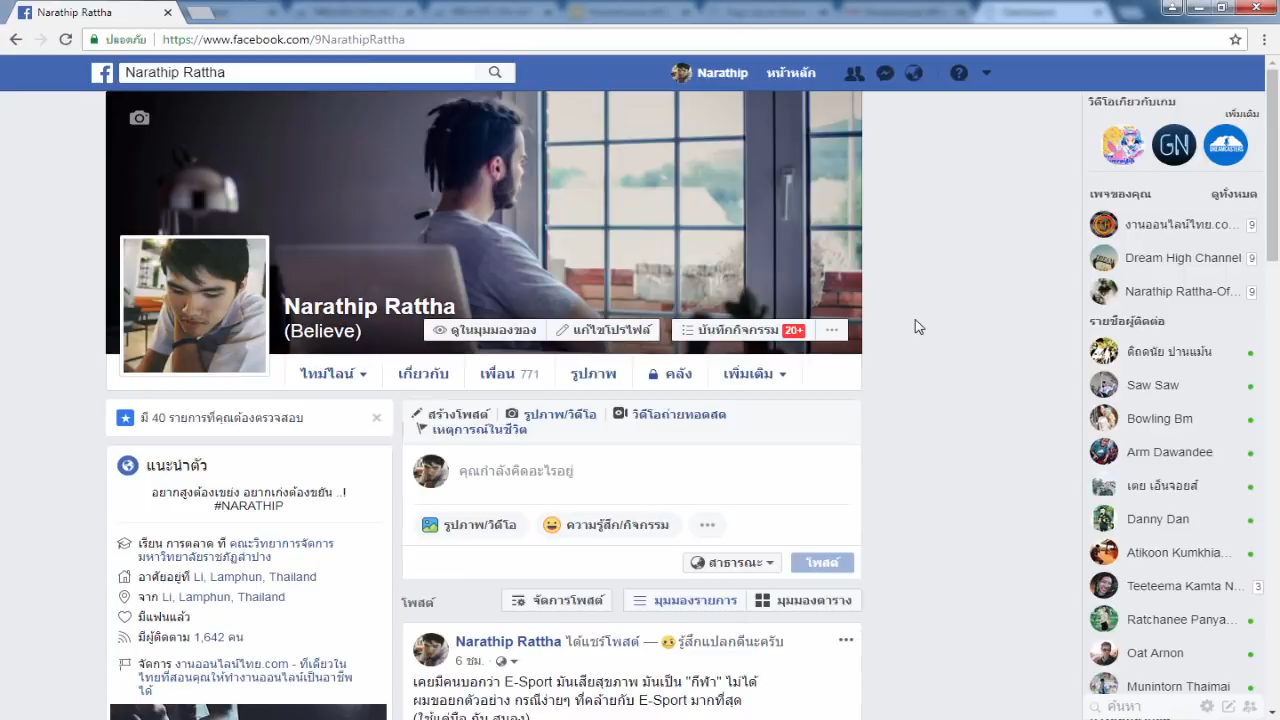 Narathip Rattha
ปลอดภัย
https://www.facebook.com/9NarathipRattha
Narathip Rattha
Narathip
หน้าหลัก
วิดีโอเกี่ยวกับเกม
เพิ่มเติม
GN
เพจของคุณ
ดูทั้งหมด
งานออนไลน์ไทย.co... 9
Dream High Channel 9
Narathip Rattha-Of... 9
รายชื่อผู้ติดต่อ
ดิถดนัย ปานแม้น
Saw Saw
Bowling Bm
Arm Dawandee
เตย เอ็นจอยส์
Danny Dan
Atikoon Kumkhia...
Teeteema Kamta N... 3
Ratchanee Panya...
Oat Arnon
Munintorn Thaimai
ค้นหา
Narathip Rattha
(Believe)
ดูในมุมมองของ
แก้ไขโปรไฟล์
บันทึกกิจกรรม 20+
ไทม์ไลน์
เกี่ยวกับ
เพื่อน 771
รูปภาพ
คลัง
เพิ่มเติม
มี 40 รายการที่คุณต้องตรวจสอบ
แนะนำตัว
อยากสูงต้องเขย่ง อยากเก่งต้องขยัน ..!
#NARATHIP
เรียน การตลาด ที่ คณะวิทยาการจัดการ
มหาวิทยาลัยราชภัฏลำปาง
อาศัยอยู่ที่ Li, Lamphun, Thailand
จาก Li, Lamphun, Thailand
มีแฟนแล้ว
มีผู้ติดตาม 1,642 คน
จัดการ งานออนไลน์ไทย.com - ที่เดียวใน
ไทยที่สอนคุณให้ทำงานออนไลน์เป็นอาชีพ
ได้
สร้างโพสต์
รูปภาพ/วิดีโอ
วิดีโอถ่ายทอดสด
เหตุการณ์ในชีวิต
คุณกำลังคิดอะไรอยู่
รูปภาพ/วิดีโอ
ความรู้สึก/กิจกรรม
สาธารณะ
โพสต์
โพสต์
จัดการโพสต์
มุมมองรายการ
มุมมองตาราง
Narathip Rattha ได้แชร์โพสต์ — รู้สึกแปลกดีนะครับ
6 ชม.
เคยมีคนบอกว่า E-Sport มันเสียสุขภาพ มันเป็น "กีฬา" ไม่ได้
ผมขอยกตัวอย่าง กรณีง่ายๆ ที่คล้ายกับ E-Sport มากที่สุด
(ใช้แค่มือ กับ สมอง)